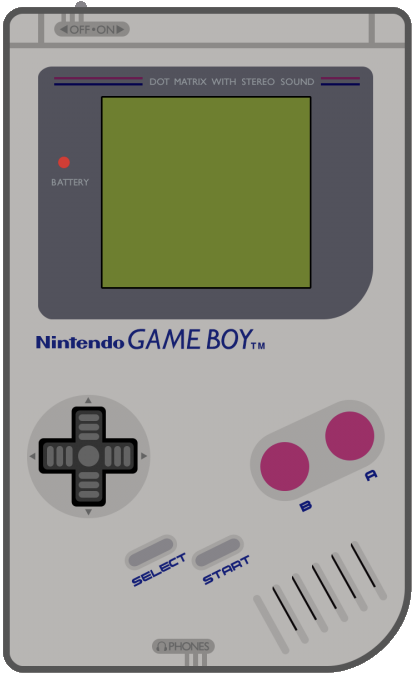 OFF•ON
DOT MATRIX WITH STEREO SOUND
BATTERY
Nintendo GAME BOY™
A
B
SELECT
START
PHONES